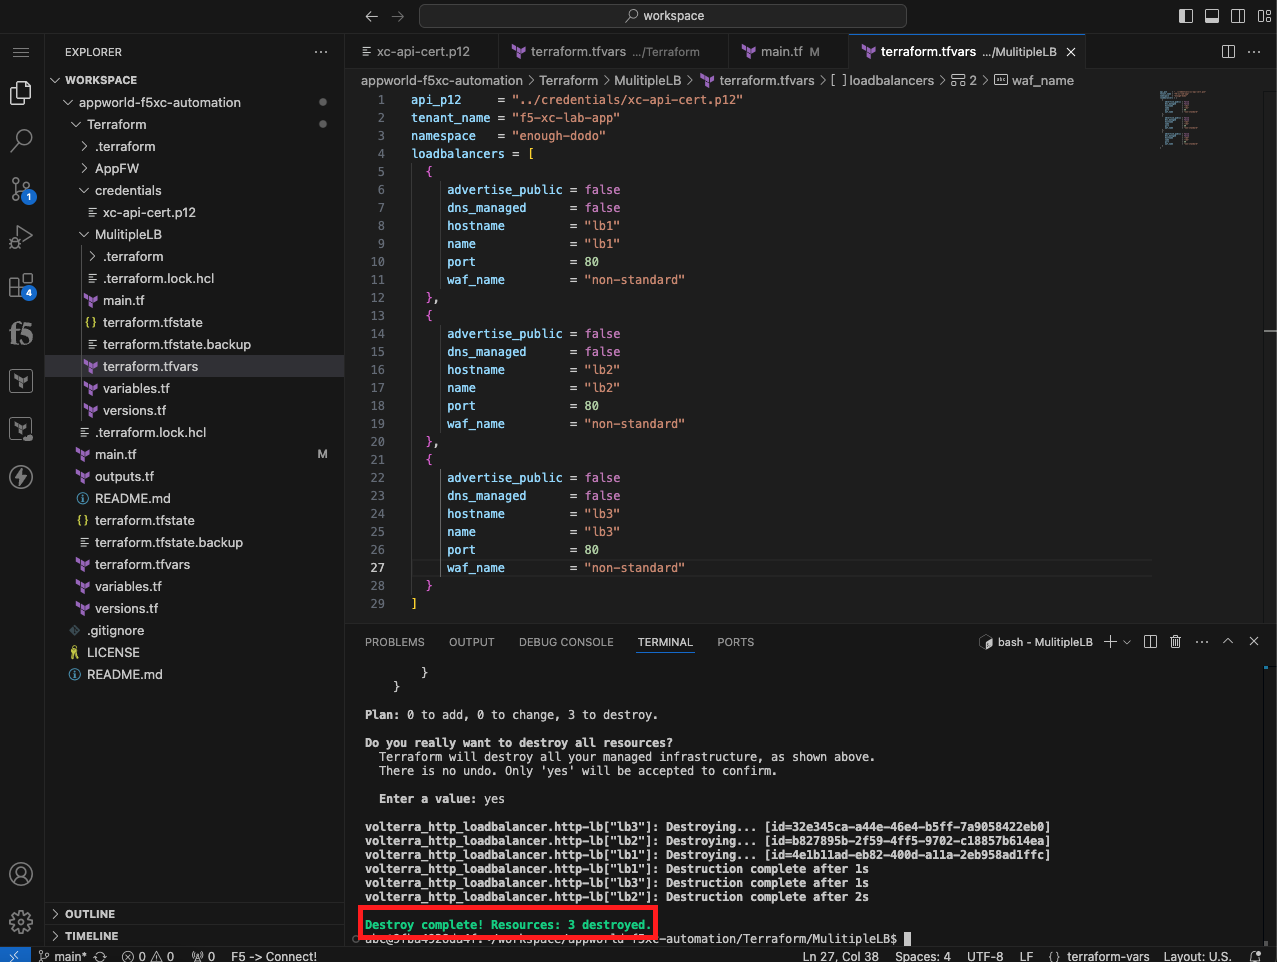 workspace
EXPLORER
WORKSPACE
appworld-f5xc-automation
Terraform
.terraform
AppFW
credentials
xc-api-cert.p12
MulitipleLB
.terraform
.terraform.lock.hcl
main.tf
terraform.tfstate
terraform.tfstate.backup
terraform.tfvars
variables.tf
versions.tf
.terraform.lock.hcl
main.tf M
outputs.tf
README.md
terraform.tfstate
terraform.tfstate.backup
terraform.tfvars
variables.tf
versions.tf
.gitignore
LICENSE
README.md
OUTLINE
TIMELINE
1
4
f5
xc-api-cert.p12 terraform.tfvars .../Terraform main.tf M terraform.tfvars .../MulitipleLB
appworld-f5xc-automation > Terraform > MulitipleLB > terraform.tfvars > [ ] loadbalancers > 2 > abc waf_name
1 api_p12 = "../credentials/xc-api-cert.p12"
2 tenant_name = "f5-xc-lab-app"
3 namespace = "enough-dodo"
4 loadbalancers = [
5 {
6 advertise_public = false
7 dns_managed = false
8 hostname = "lb1"
9 name = "lb1"
10 port = 80
11 waf_name = "non-standard"
12 },
13 {
14 advertise_public = false
15 dns_managed = false
16 hostname = "lb2"
17 name = "lb2"
18 port = 80
19 waf_name = "non-standard"
20 },
21 {
22 advertise_public = false
23 dns_managed = false
24 hostname = "lb3"
25 name = "lb3"
26 port = 80
27 waf_name = "non-standard"
28 }
29 ]
PROBLEMS OUTPUT DEBUG CONSOLE TERMINAL PORTS bash - MulitipleLB
}
}
Plan: 0 to add, 0 to change, 3 to destroy.
Do you really want to destroy all resources?
Terraform will destroy all your managed infrastructure, as shown above.
There is no undo. Only 'yes' will be accepted to confirm.
Enter a value: yes
volterra_http_loadbalancer.http-lb["lb3"]: Destroying... [id=32e345ca-a44e-46e4-b5ff-7a9058422eb0]
volterra_http_loadbalancer.http-lb["lb2"]: Destroying... [id=b827895b-2f59-4ff5-9702-c18857b614ea]
volterra_http_loadbalancer.http-lb["lb1"]: Destroying... [id=4e1b11ad-eb82-400d-a11a-2eb958ad1ffc]
volterra_http_loadbalancer.http-lb["lb1"]: Destruction complete after 1s
volterra_http_loadbalancer.http-lb["lb3"]: Destruction complete after 1s
volterra_http_loadbalancer.http-lb["lb2"]: Destruction complete after 2s
Destroy complete! Resources: 3 destroyed.
-automation/Terraform/MulitipleLB$
main* 0 0 0 F5 -> Connect! Ln 27, Col 38 Spaces: 4 UTF-8 LF {} terraform-vars Layout: U.S.